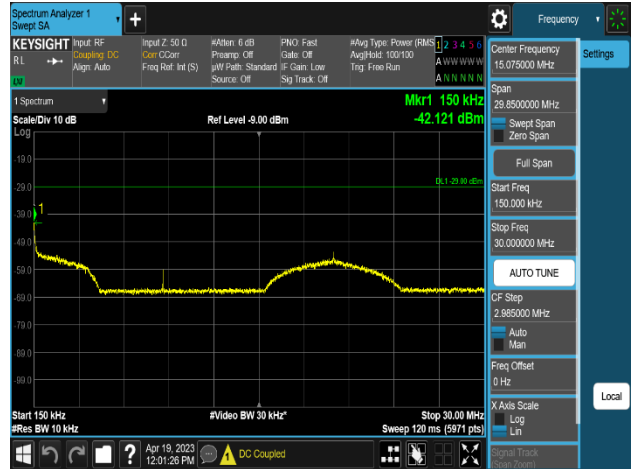 Spectrum Analyzer 1
Swept SA
+
Frequency
KEYSIGHT
RL
LXI
Input: RF
Coupling: DC
Align: Auto
Input Z: 50 Ω
Corr CCorr
Freq Ref: Int (S)
#Atten: 6 dB
Preamp: Off
µW Path: Standard
Source: Off
PNO: Fast
Gate: Off
IF Gain: Low
Sig Track: Off
#Avg Type: Power (RMS
Avg|Hold: 100/100
Trig: Free Run
1 2 3 4 5 6
A W W W W W
A N N N N N
1 Spectrum
Scale/Div 10 dB
Ref Level -9.00 dBm
Mkr1 150 kHz
-42.121 dBm
Log
-19.0
-29.0
DL1 -29.00 dBm
-39.0
1
-49.0
-59.0
-69.0
-79.0
-89.0
-99.0
Start 150 kHz
#Video BW 30 kHz*
Stop 30.00 MHz
#Res BW 10 kHz
Sweep 120 ms (5971 pts)
?
Apr 19, 2023
12:01:26 PM
DC Coupled
Center Frequency
15.075000 MHz
Settings
Span
29.8500000 MHz
Swept Span
Zero Span
Full Span
Start Freq
150.000 kHz
Stop Freq
30.000000 MHz
AUTO TUNE
CF Step
2.985000 MHz
Auto
Man
Freq Offset
0 Hz
X Axis Scale
Log
Lin
Local
Signal Track
(Span Zoom)